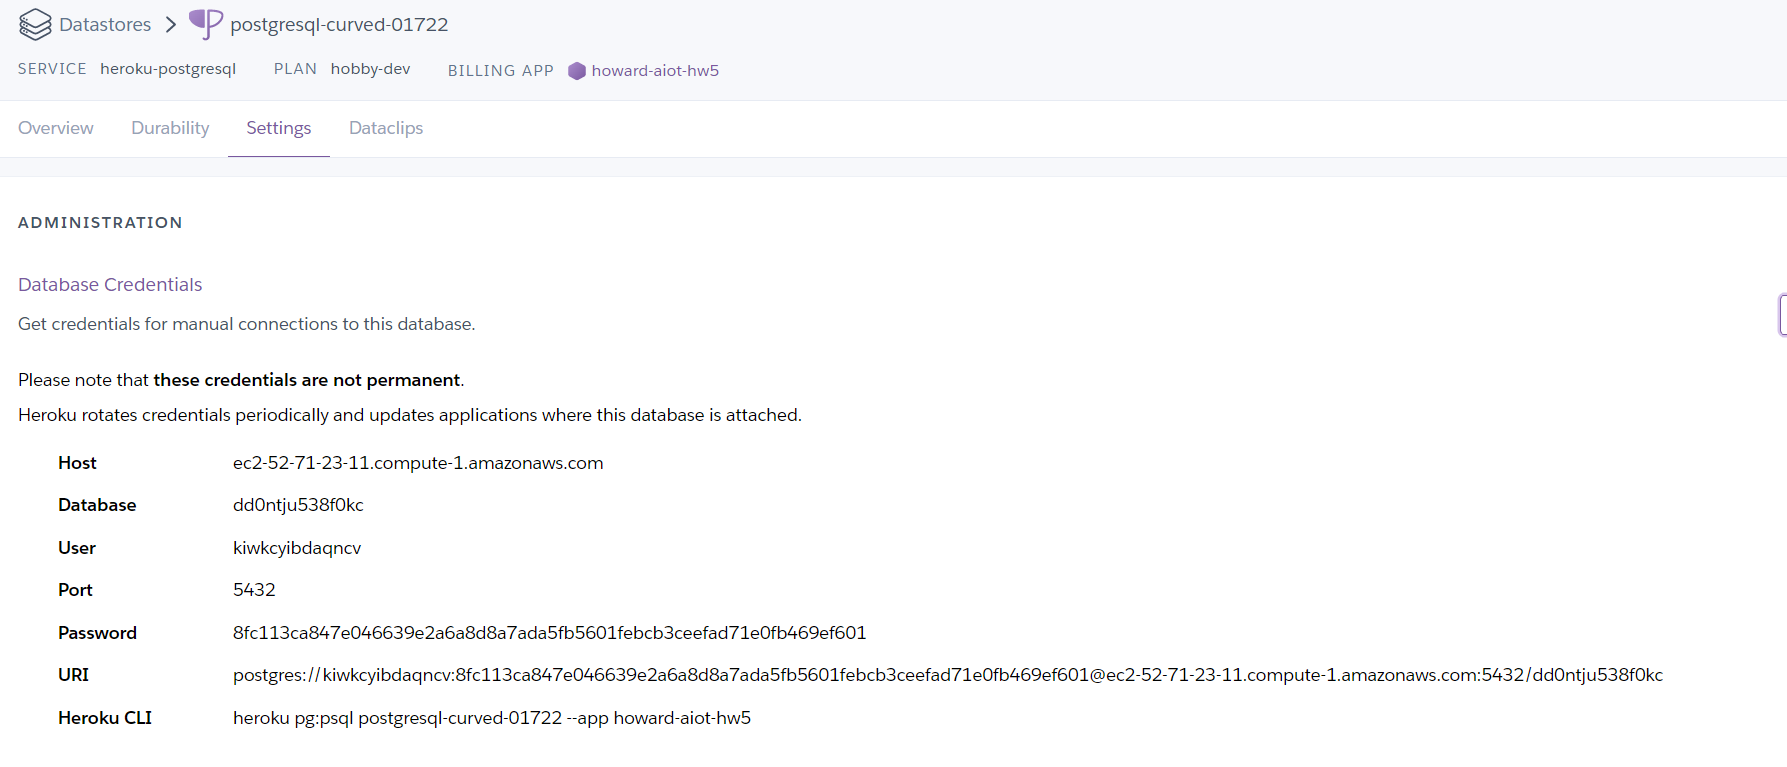 Datastores > postgresql-curved-01722
SERVICE heroku-postgresql PLAN hobby-dev BILLING APP howard-aiot-hw5
Overview Durability Settings Dataclips
ADMINISTRATION
Database Credentials
Get credentials for manual connections to this database.
Please note that these credentials are not permanent.
Heroku rotates credentials periodically and updates applications where this database is attached.
Host ec2-52-71-23-11.compute-1.amazonaws.com
Database dd0ntju538f0kc
User kiwkcyibdaqncv
Port 5432
Password 8fc113ca847e046639e2a6a8d8a7ada5fb5601febcb3ceefad71e0fb469ef601
URI postgres://kiwkcyibdaqncv:8fc113ca847e046639e2a6a8d8a7ada5fb5601febcb3ceefad71e0fb469ef601@ec2-52-71-23-11.compute-1.amazonaws.com:5432/dd0ntju538f0kc
Heroku CLI heroku pg:psql postgresql-curved-01722 --app howard-aiot-hw5